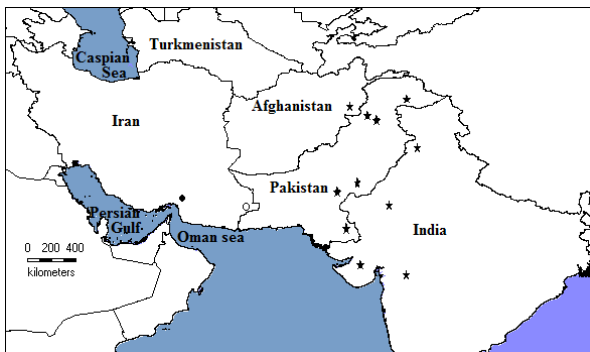 Turkmenistan
Caspian
Sea
Afghanistan
Iran
Pakistan
Persian
Gulf
Oman sea
India
0 200 400
kilometers